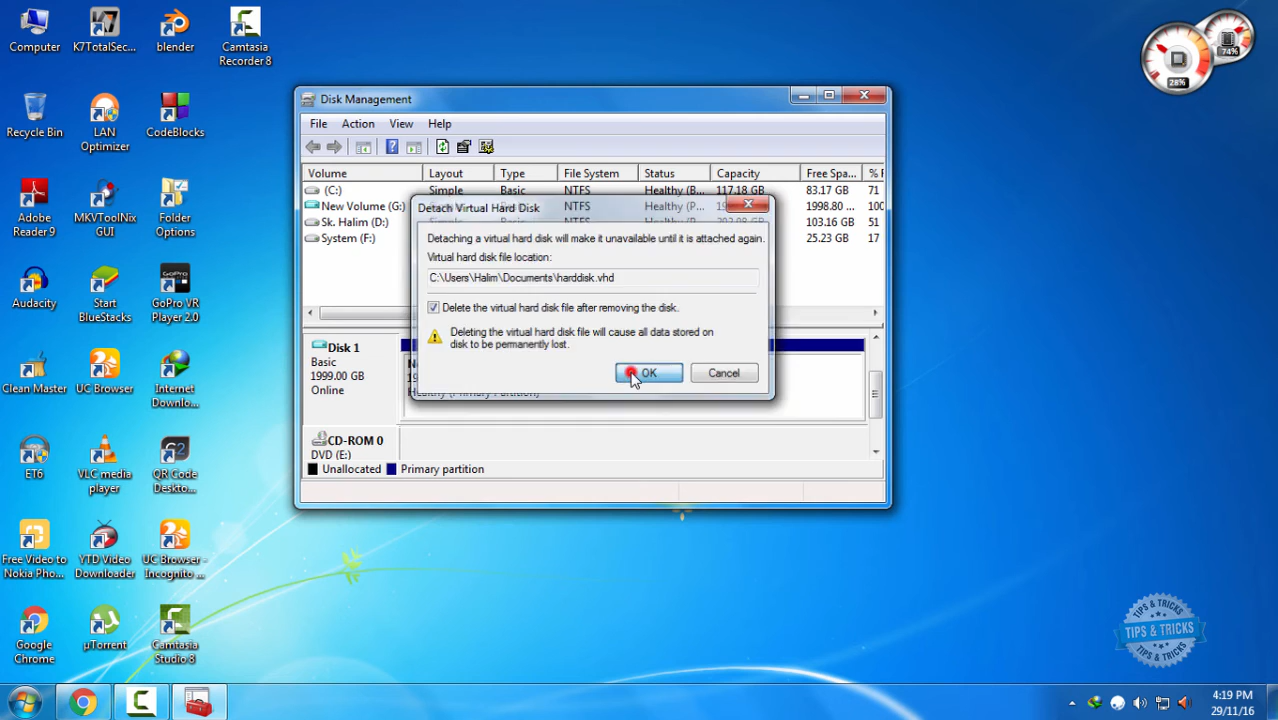 Computer
K7TotalSec...
blender
Camtasia
Recorder 8
Recycle Bin
LAN
Optimizer
CodeBlocks
Adobe
Reader 9
MKVToolNix
GUI
Folder
Options
Audacity
Start
BlueStacks
GoPro VR
Player 2.0
Clean Master
UC Browser
Internet
Downlo...
ET6
VLC media
player
QR Code
Deskto...
Free Video to
Nokia Pho...
YTD Video
Downloader
UC Browser -
Incognito ...
Google
Chrome
µTorrent
Camtasia
Studio 8
28%
74%
Disk Management
File Action View Help
Volume Layout Type File System Status Capacity Free Spa... % F
(C:) Simple Basic NTFS Healthy (B... 117.18 GB 83.17 GB 71
New Volume (G:) Simple Basic NTFS Healthy (P... 1998.80 ... 100
Sk. Halim (D:) 103.16 GB 51
System (F:) 25.23 GB 17
Detach Virtual Hard Disk
Detaching a virtual hard disk will make it unavailable until it is attached again.
Virtual hard disk file location:
C:\Users\Halim\Documents\harddisk.vhd
Delete the virtual hard disk file after removing the disk.
Deleting the virtual hard disk file will cause all data stored on
disk to be permanently lost.
OK Cancel
Disk 1
Basic
1999.00 GB
Online
Healthy (Primary Partition)
CD-ROM 0
DVD (E:)
Unallocated Primary partition
TIPS & TRICKS
TIPS & TRICKS
TIPS & TRICKS
4:19 PM
29/11/16